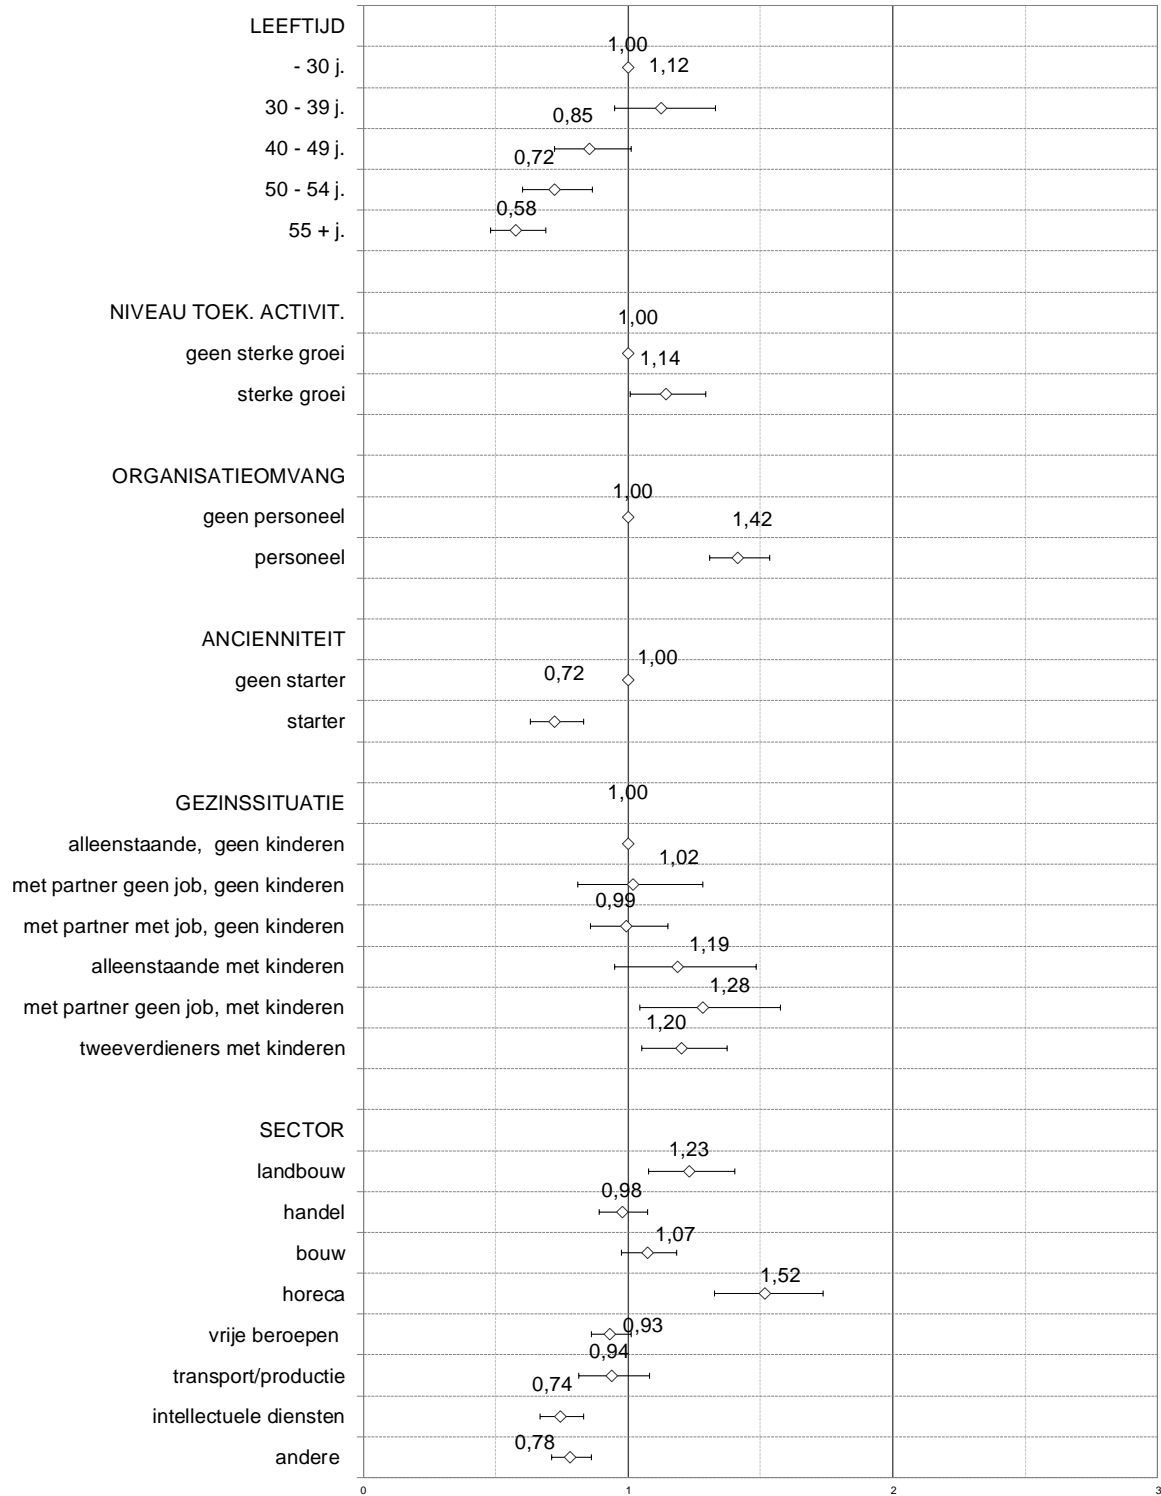 LEEFTIJD
1,00
- 30 j.
1,12
30 - 39 j.
0,85
40 - 49 j.
0,72
50 - 54 j.
0,58
55 + j.
NIVEAU TOEK. ACTIVIT.
1,00
geen sterke groei
1,14
sterke groei
ORGANISATIEOMVANG
1,00
geen personeel
1,42
personeel
ANCIENNITEIT
1,00
geen starter
0,72
starter
GEZINSSITUATIE
1,00
alleenstaande, geen kinderen
1,02
met partner geen job, geen kinderen
0,99
met partner met job, geen kinderen
1,19
alleenstaande met kinderen
1,28
met partner geen job, met kinderen
1,20
tweeverdieners met kinderen
SECTOR
1,23
landbouw
0,98
handel
1,07
bouw
1,52
horeca
0,93
vrije beroepen
0,94
transport/productie
0,74
intellectuele diensten
0,78
andere
0 1 2 3